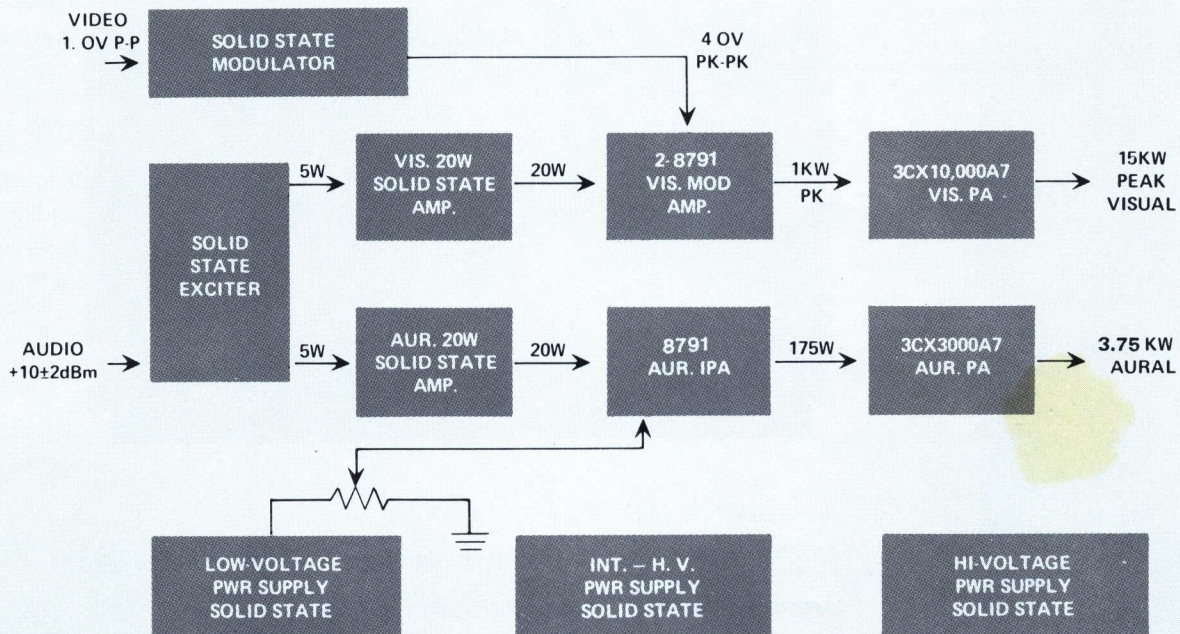 VIDEO
1. OV P-P
SOLID STATE
MODULATOR
4 OV
PK-PK
SOLID
STATE
EXCITER
5W
VIS. 20W
SOLID STATE
AMP.
20W
2-8791
VIS. MOD
AMP.
1KW
PK
3CX10,000A7
VIS. PA
15KW
PEAK
VISUAL
AUDIO
+10±2dBm
5W
AUR. 20W
SOLID STATE
AMP.
20W
8791
AUR. IPA
175W
3CX3000A7
AUR. PA
3.75 KW
AURAL
LOW-VOLTAGE
PWR SUPPLY
SOLID STATE
INT. – H. V.
PWR SUPPLY
SOLID STATE
HI-VOLTAGE
PWR SUPPLY
SOLID STATE